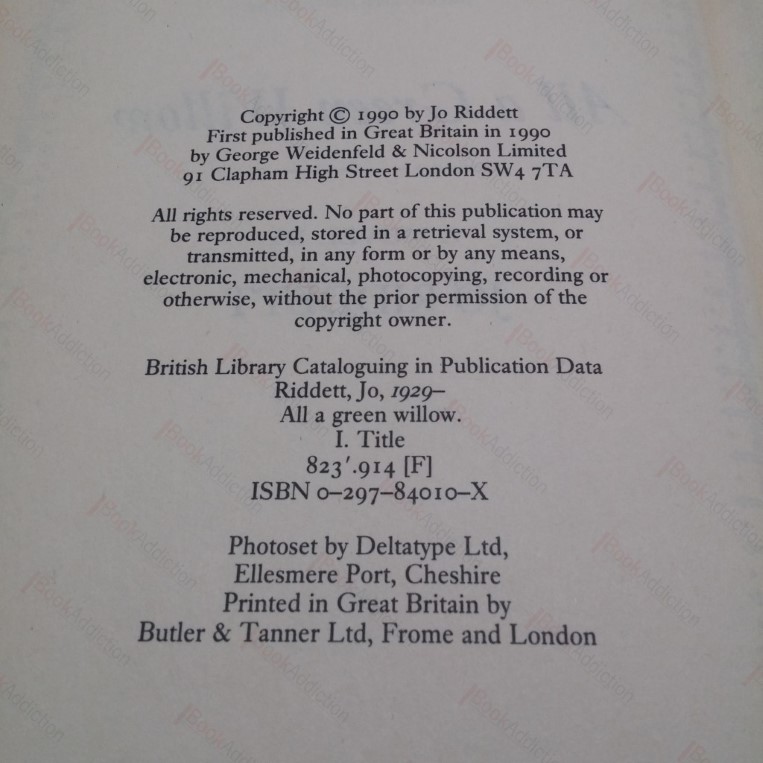 Copyright © 1990 by Jo Riddett
First published in Great Britain in 1990
by George Weidenfeld & Nicolson Limited
91 Clapham High Street London SW4 7TA
All rights reserved. No part of this publication may
be reproduced, stored in a retrieval system, or
transmitted, in any form or by any means,
electronic, mechanical, photocopying, recording or
otherwise, without the prior permission of the
copyright owner.
British Library Cataloguing in Publication Data
Riddett, Jo, 1929–
All a green willow.
I. Title
823'.914 [F]
ISBN 0–297–84010–X
Photoset by Deltatype Ltd,
Ellesmere Port, Cheshire
Printed in Great Britain by
Butler & Tanner Ltd, Frome and London